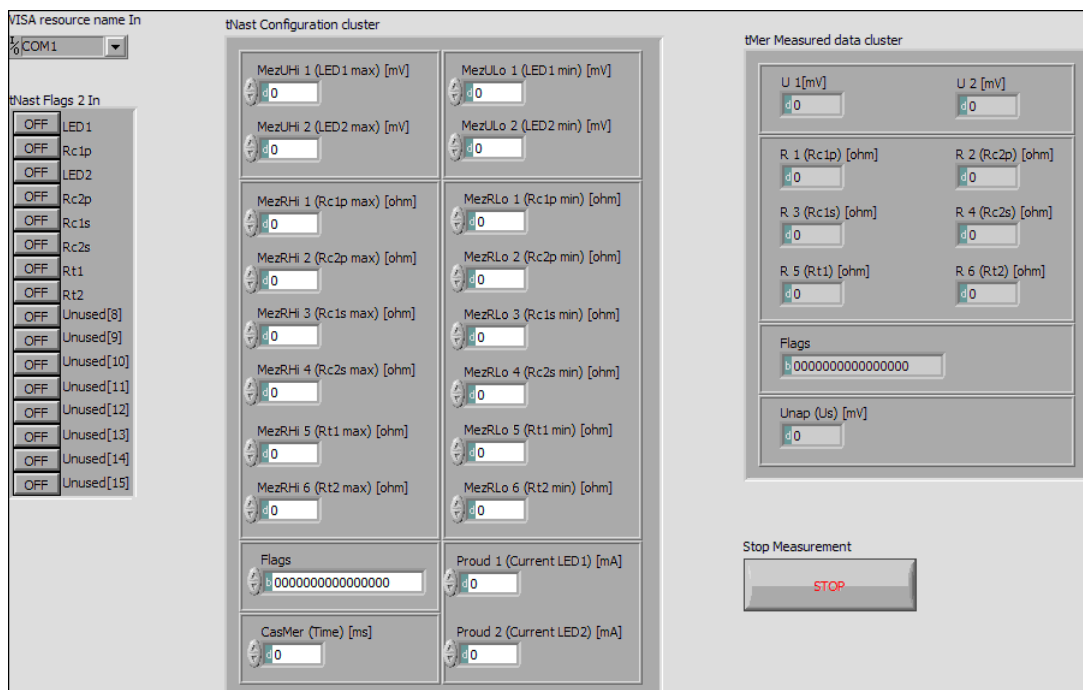 VISA resource name In
COM1
tNast Flags 2 In
OFF LED1
OFF Rc1p
OFF LED2
OFF Rc2p
OFF Rc1s
OFF Rc2s
OFF Rt1
OFF Rt2
OFF Unused[8]
OFF Unused[9]
OFF Unused[10]
OFF Unused[11]
OFF Unused[12]
OFF Unused[13]
OFF Unused[14]
OFF Unused[15]
tNast Configuration cluster
MezUHi 1 (LED1 max) [mV] MezULo 1 (LED1 min) [mV]
d 0 d 0
MezUHi 2 (LED2 max) [mV] MezULo 2 (LED2 min) [mV]
d 0 d 0
MezRHi 1 (Rc1p max) [ohm] MezRLo 1 (Rc1p min) [ohm]
d 0 d 0
MezRHi 2 (Rc2p max) [ohm] MezRLo 2 (Rc2p min) [ohm]
d 0 d 0
MezRHi 3 (Rc1s max) [ohm] MezRLo 3 (Rc1s min) [ohm]
d 0 d 0
MezRHi 4 (Rc2s max) [ohm] MezRLo 4 (Rc2s min) [ohm]
d 0 d 0
MezRHi 5 (Rt1 max) [ohm] MezRLo 5 (Rt1 min) [ohm]
d 0 d 0
MezRHi 6 (Rt2 max) [ohm] MezRLo 6 (Rt2 min) [ohm]
d 0 d 0
Flags Proud 1 (Current LED1) [mA]
b 0000000000000000 d 0
CasMer (Time) [ms] Proud 2 (Current LED2) [mA]
d 0 d 0
tMer Measured data cluster
U 1[mV] U 2 [mV]
d 0 d 0
R 1 (Rc1p) [ohm] R 2 (Rc2p) [ohm]
d 0 d 0
R 3 (Rc1s) [ohm] R 4 (Rc2s) [ohm]
d 0 d 0
R 5 (Rt1) [ohm] R 6 (Rt2) [ohm]
d 0 d 0
Flags
b 0000000000000000
Unap (Us) [mV]
d 0
Stop Measurement
STOP